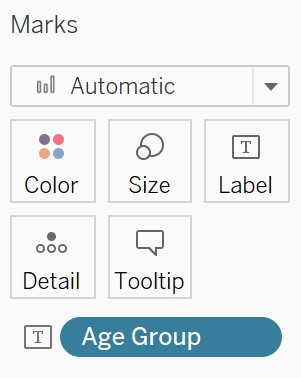 Marks
Automatic
Color Size Label
Detail Tooltip
T Age Group